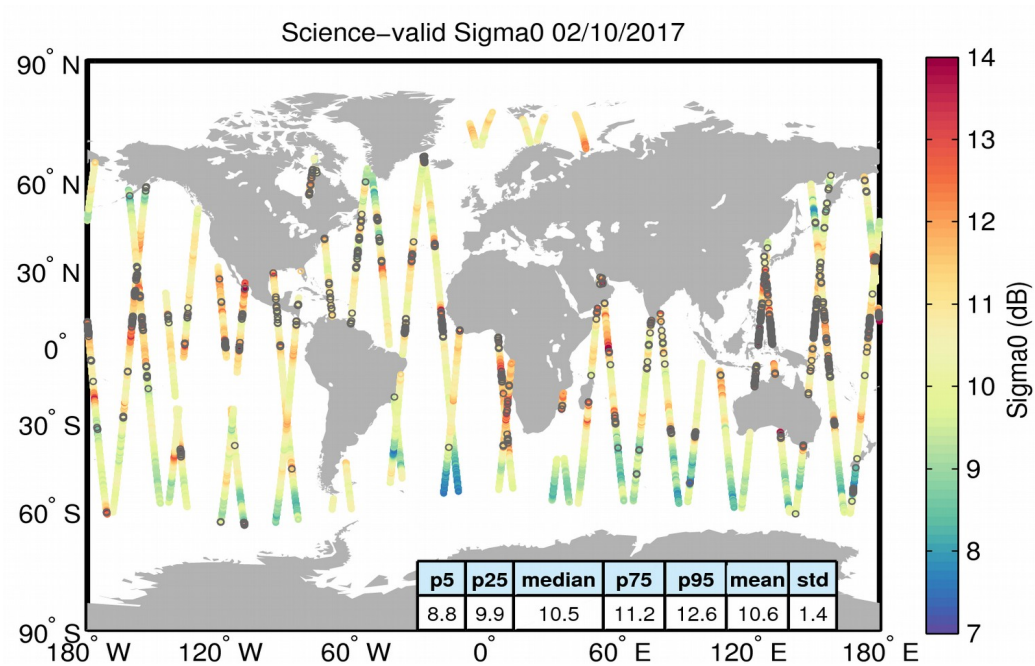 Science−valid Sigma0 02/10/2017
90° N
60° N
30° N
0°
30° S
60° S
90° S
180° W 120° W 60° W 0° 60° E 120° E 180° E
14
13
12
11
10
9
8
7
Sigma0 (dB)
p5 p25 median p75 p95 mean std
8.8 9.9 10.5 11.2 12.6 10.6 1.4